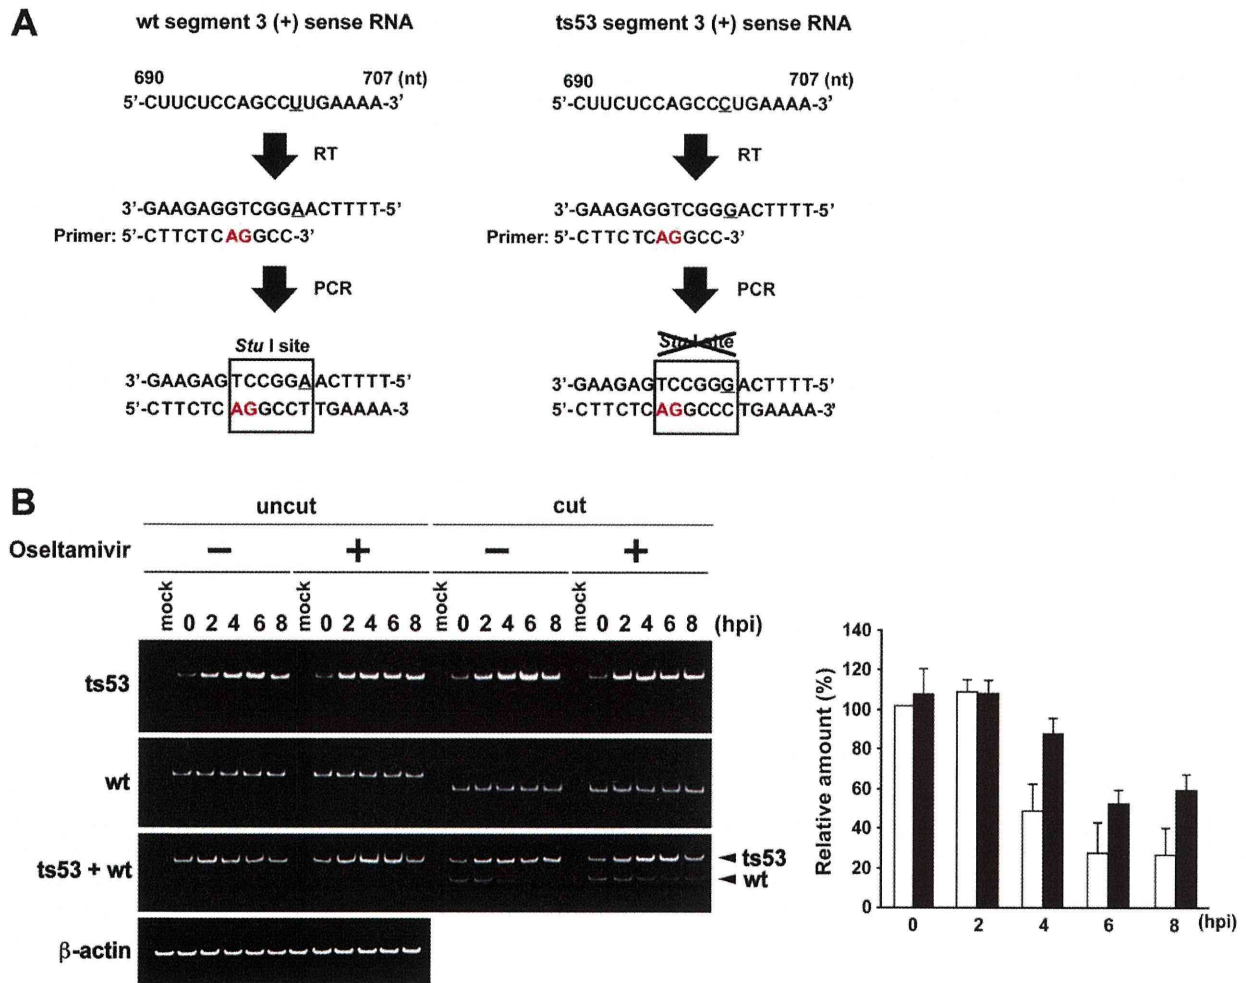 A
wt segment 3 (+) sense RNA
ts53 segment 3 (+) sense RNA
690 707 (nt)
5'-CUUCUCCAGCCUUGAAAA-3'
690 707 (nt)
5'-CUUCUCCAGCCCUGAAAA-3'
RT
RT
3'-GAAGAGGTCGGAACTTTT-5'
Primer: 5'-CTTCTCAGGCC-3'
3'-GAAGAGGTCGGGACTTTT-5'
Primer: 5'-CTTCTCAGGCC-3'
PCR
PCR
Stu I site
Stu I site
3'-GAAGAGTCCGGAACTTTT-5'
5'-CTTCTCAGGCCTTGAAAA-3
3'-GAAGAGTCCGGGACTTTT-5'
5'-CTTCTCAGGCCCTGAAAA-3'
B
uncut cut
Oseltamivir − + − +
mock 0 2 4 6 8 mock 0 2 4 6 8 mock 0 2 4 6 8 mock 0 2 4 6 8 (hpi)
ts53
wt
ts53 + wt
ts53
wt
β-actin
Relative amount (%)
140
120
100
80
60
40
20
0
0 2 4 6 8 (hpi)